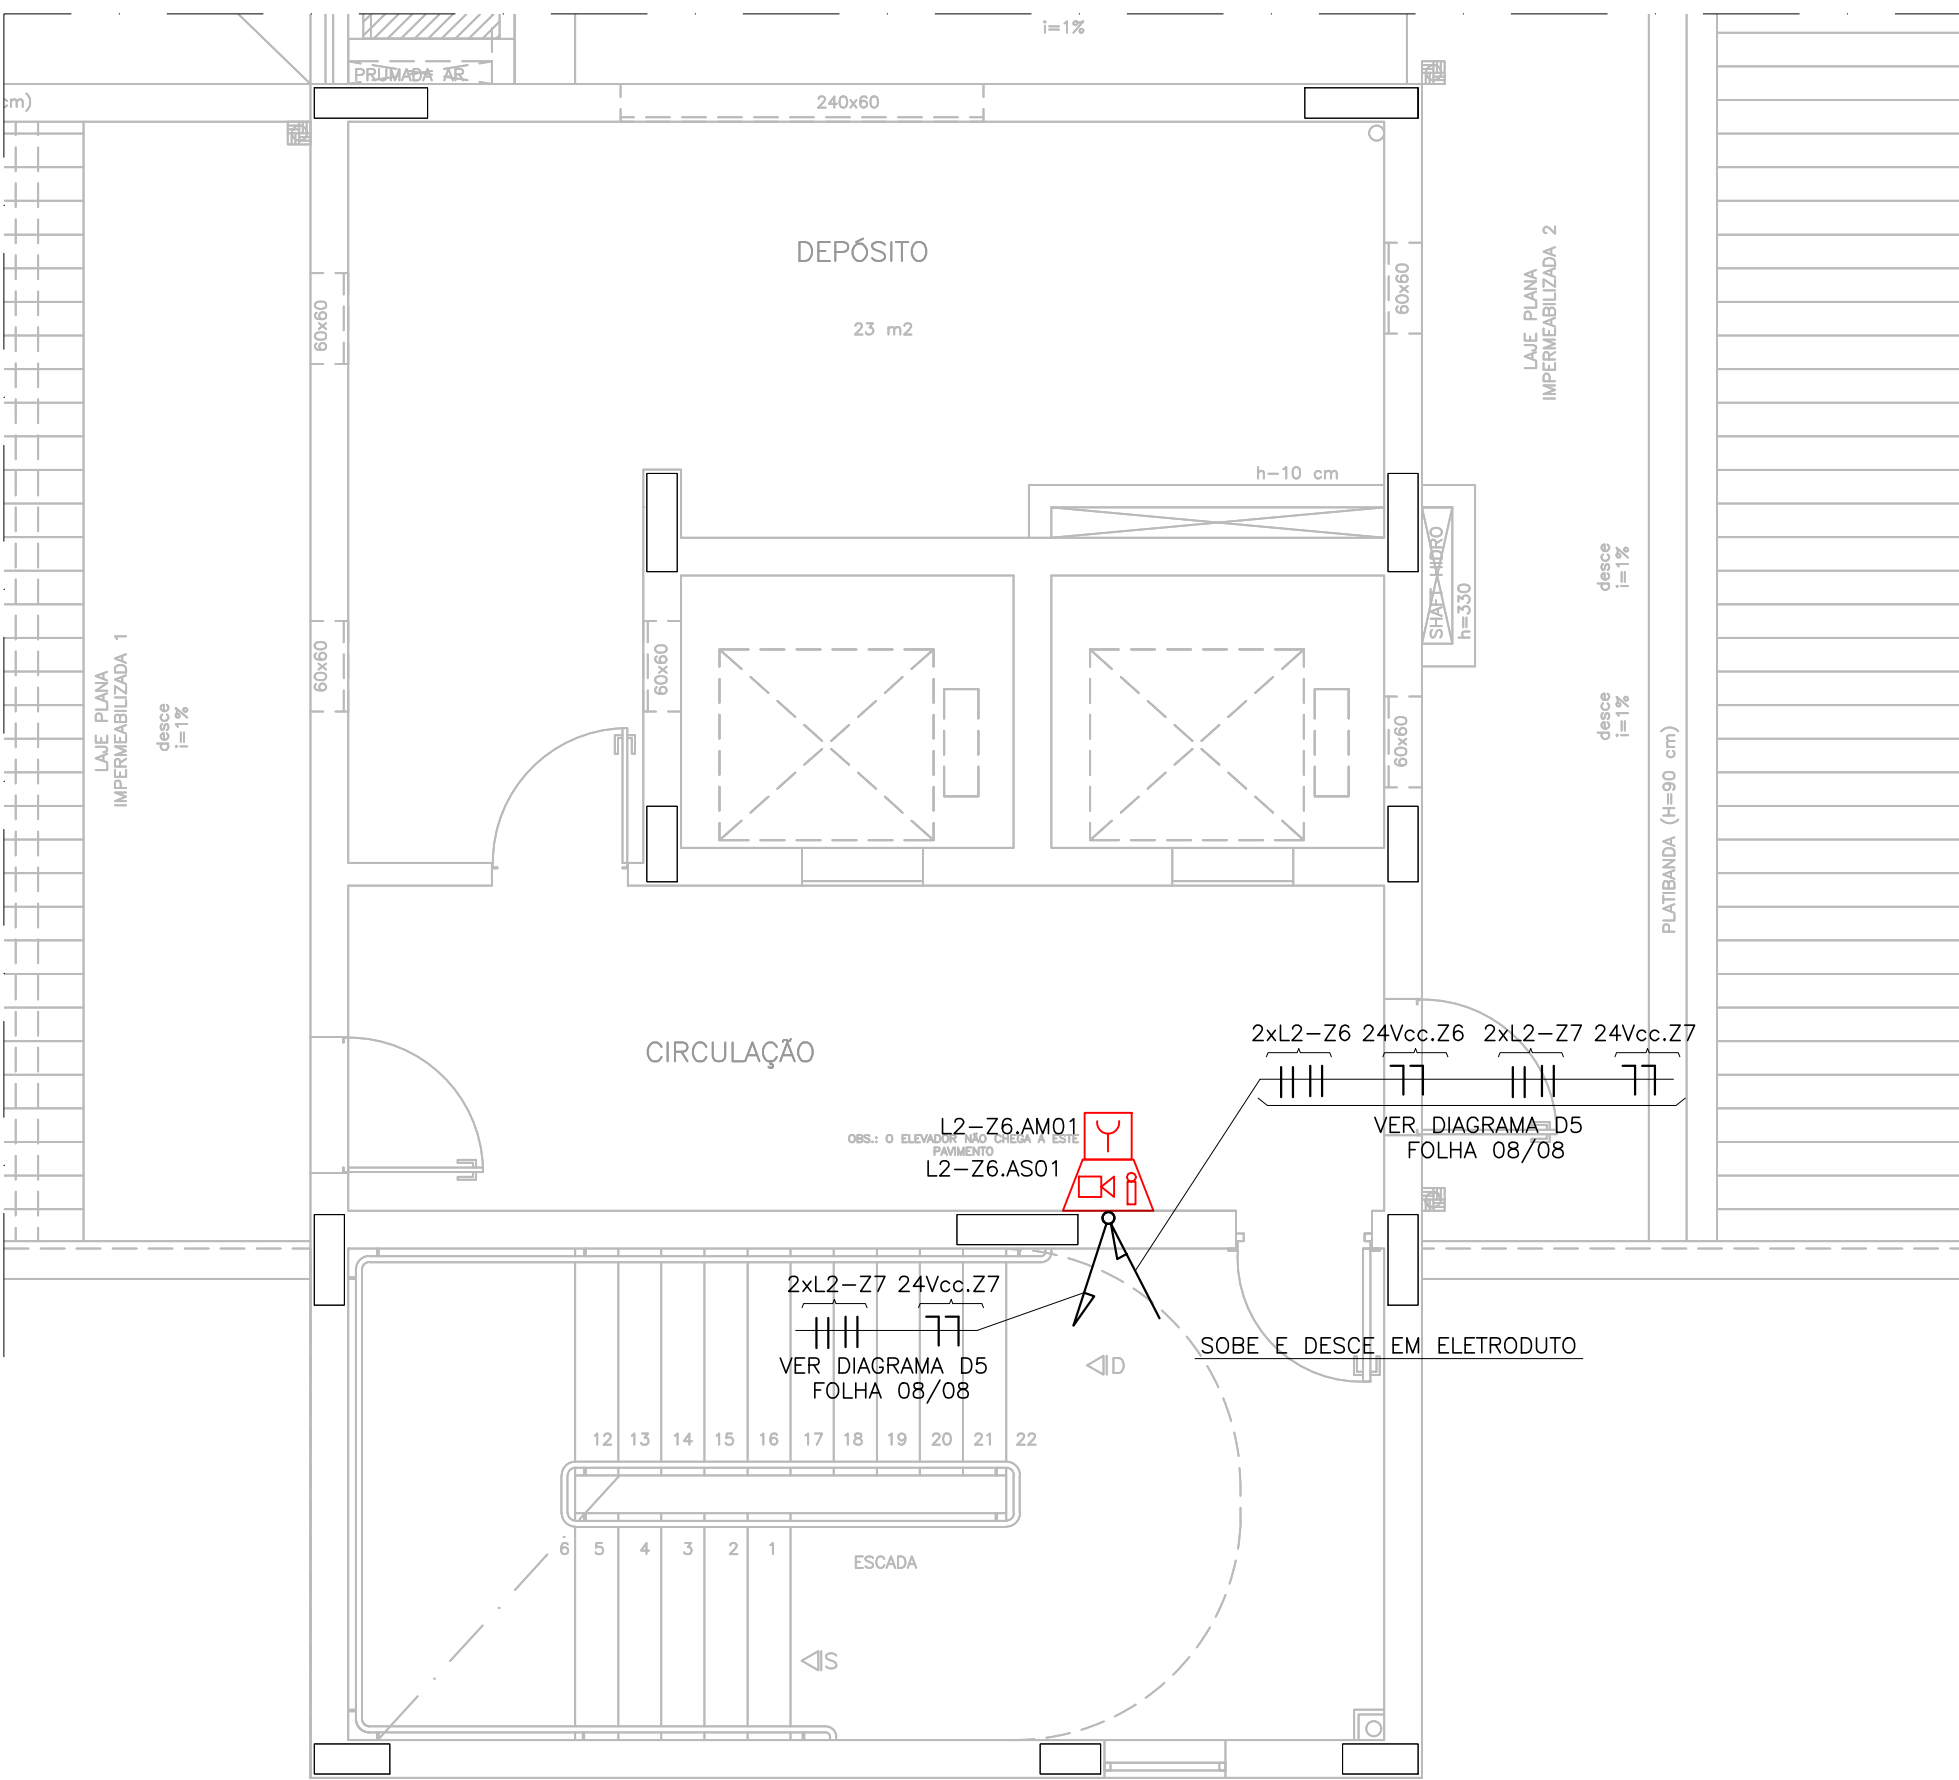 i=1%
PRUMADA AR
cm)
240x60
DEPÓSITO
23 m2
60x60
60x60
LAJE PLANA
IMPERMEABILIZADA 2
h-10 cm
SHAFT HIDRO
h=330
desce
i=1%
60x60
60x60
60x60
LAJE PLANA
IMPERMEABILIZADA 1
desce
i=1%
desce
i=1%
PLATIBANDA (H=90 cm)
CIRCULAÇÃO
2xL2-Z6 24Vcc.Z6 2xL2-Z7 24Vcc.Z7
VER DIAGRAMA D5
FOLHA 08/08
L2-Z6.AM01
OBS.: O ELEVADOR NÃO CHEGA A ESTE
PAVIMENTO
L2-Z6.AS01
2xL2-Z7 24Vcc.Z7
VER DIAGRAMA D5
FOLHA 08/08
SOBE E DESCE EM ELETRODUTO
D
12 13 14 15 16 17 18 19 20 21 22
6 5 4 3 2 1
ESCADA
S